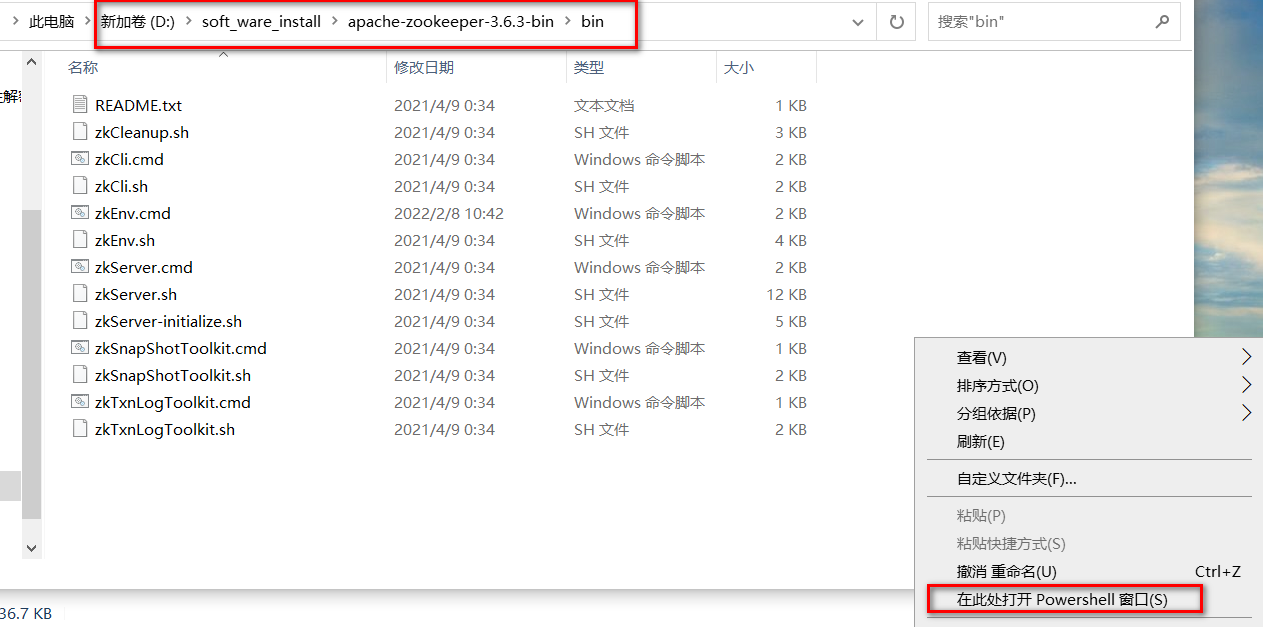 此电脑 新加卷 (D:) soft_ware_install apache-zookeeper-3.6.3-bin bin 搜索"bin"
名称 修改日期 类型 大小
README.txt 2021/4/9 0:34 文本文档 1 KB
zkCleanup.sh 2021/4/9 0:34 SH 文件 3 KB
zkCli.cmd 2021/4/9 0:34 Windows 命令脚本 2 KB
zkCli.sh 2021/4/9 0:34 SH 文件 2 KB
zkEnv.cmd 2022/2/8 10:42 Windows 命令脚本 2 KB
zkEnv.sh 2021/4/9 0:34 SH 文件 4 KB
zkServer.cmd 2021/4/9 0:34 Windows 命令脚本 2 KB
zkServer.sh 2021/4/9 0:34 SH 文件 12 KB
zkServer-initialize.sh 2021/4/9 0:34 SH 文件 5 KB
zkSnapShotToolkit.cmd 2021/4/9 0:34 Windows 命令脚本 1 KB
zkSnapShotToolkit.sh 2021/4/9 0:34 SH 文件 2 KB
zkTxnLogToolkit.cmd 2021/4/9 0:34 Windows 命令脚本 1 KB
zkTxnLogToolkit.sh 2021/4/9 0:34 SH 文件 2 KB
查看(V)
排序方式(O)
分组依据(P)
刷新(E)
自定义文件夹(F)...
粘贴(P)
粘贴快捷方式(S)
撤消 重命名(U) Ctrl+Z
在此处打开 Powershell 窗口(S)
36.7 KB